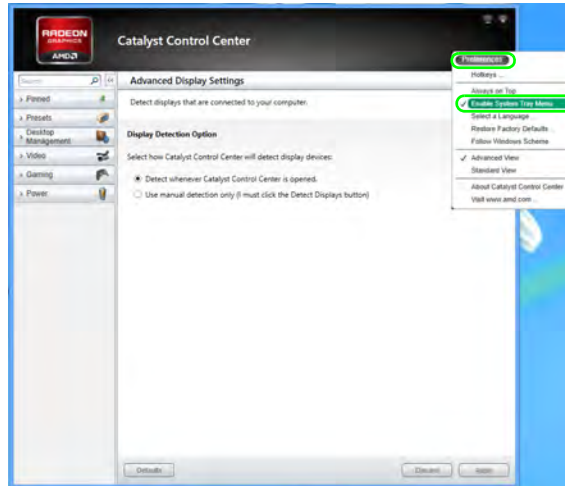 RADEON
GRAPHICS
AMD
Catalyst Control Center
Preferences
Search
Advanced Display Settings
Hotkeys ...
Always on Top
Enable System Tray Menu
Select a Language ...
Restore Factory Defaults ...
Follow Windows Scheme
Advanced View
Standard View
About Catalyst Control Center
Visit www.amd.com ...
Pinned
Presets
Desktop
Management
Video
Gaming
Power
Detect displays that are connected to your computer.
Display Detection Option
Select how Catalyst Control Center will detect display devices:
Detect whenever Catalyst Control Center is opened.
Use manual detection only (I must click the Detect Displays button)
Defaults
Discard
Apply